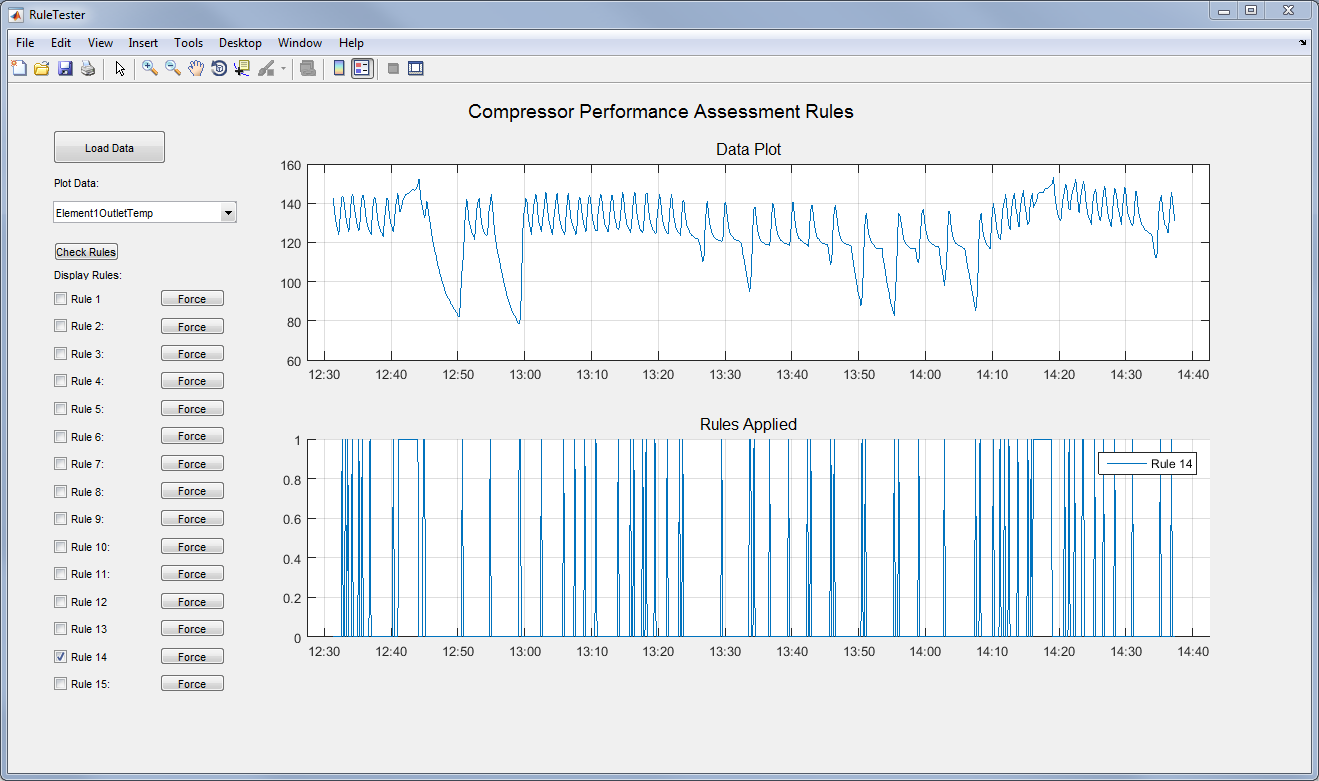 RuleTester
File Edit View Insert Tools Desktop Window Help
Compressor Performance Assessment Rules
Load Data
Plot Data:
Element1OutletTemp
Check Rules
Display Rules:
Rule 1 Force
Rule 2: Force
Rule 3: Force
Rule 4: Force
Rule 5: Force
Rule 6: Force
Rule 7: Force
Rule 8: Force
Rule 9: Force
Rule 10: Force
Rule 11: Force
Rule 12 Force
Rule 13 Force
Rule 14 Force
Rule 15: Force
Data Plot
160
140
120
100
80
60
12:30 12:40 12:50 13:00 13:10 13:20 13:30 13:40 13:50 14:00 14:10 14:20 14:30 14:40
Rules Applied
1
Rule 14
0.8
0.6
0.4
0.2
0
12:30 12:40 12:50 13:00 13:10 13:20 13:30 13:40 13:50 14:00 14:10 14:20 14:30 14:40